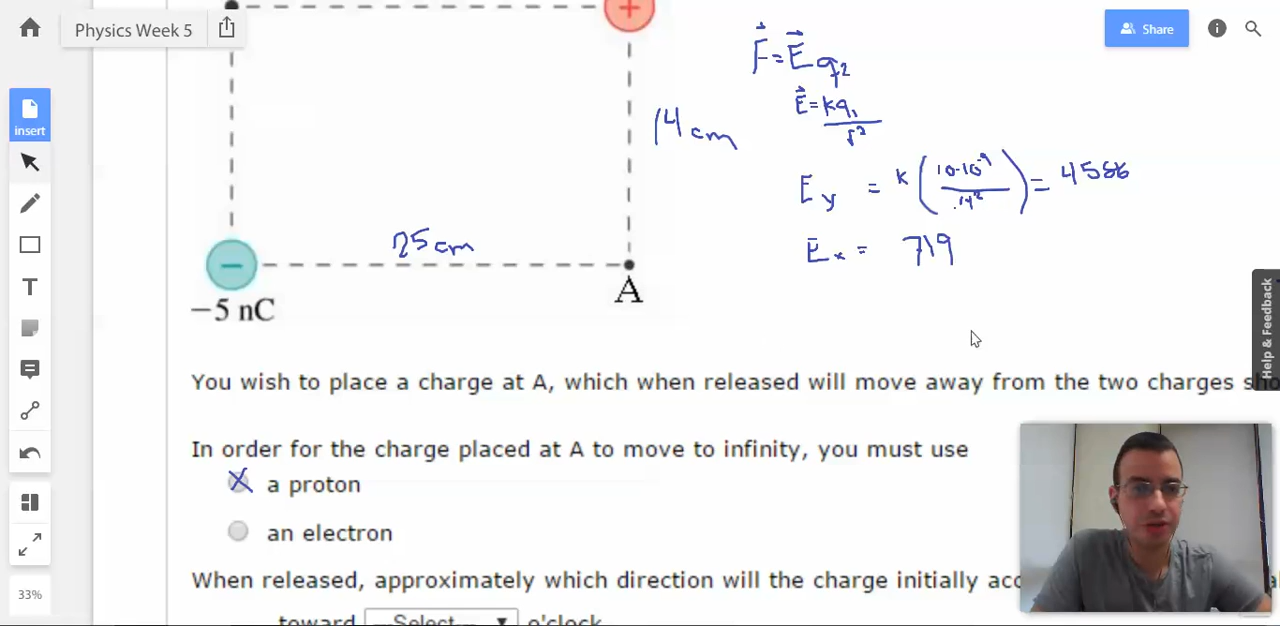 Physics Week 5
Share
insert
T
33%
Help & Feedback
+
14 cm
25 cm
−
−5 nC
A
F = E q2
E = kq1
r2
Ey = k ( 10·10-9 ) = 4586
.142
Ex = 719
You wish to place a charge at A, which when released will move away from the two charges sho
In order for the charge placed at A to move to infinity, you must use
X a proton
an electron
When released, approximately which direction will the charge initially acc
toward ---Select--- o'clock